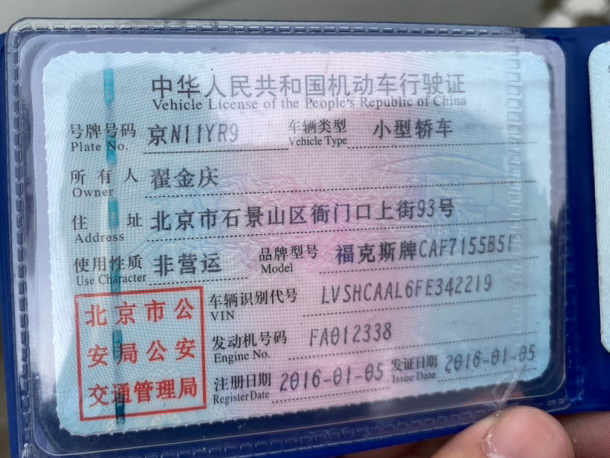 中华人民共和国机动车行驶证
Vehicle License of the People's Republic of China
号牌号码 京N11YR9 车辆类型 小型轿车
Plate No. Vehicle Type
所有人 翟金庆
Owner
住址 北京市石景山区衙门口上街93号
Address
使用性质 非营运 品牌型号 福克斯牌CAF7155B51
Use Character Model
车辆识别代号 LVSHCAAL6FE342219
VIN
发动机号码 FA012338
Engine No.
注册日期 2016-01-05 发证日期 2016-01-05
Register Date Issue Date
北京市公
安局公安
交通管理局